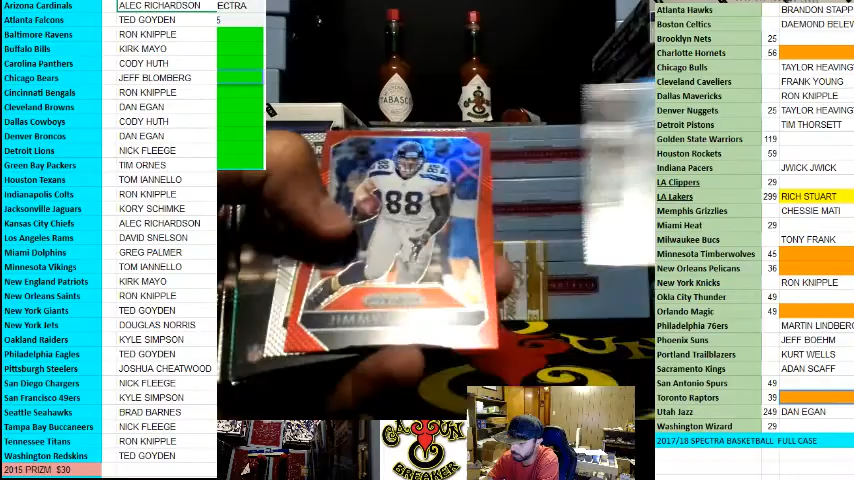 Arizona Cardinals ALEC RICHARDSON ECTRA
Atlanta Falcons TED GOYDEN 5
Baltimore Ravens RON KNIPPLE
Buffalo Bills KIRK MAYO
Carolina Panthers CODY HUTH
Chicago Bears JEFF BLOMBERG
Cincinnati Bengals RON KNIPPLE
Cleveland Browns DAN EGAN
Dallas Cowboys CODY HUTH
Denver Broncos DAN EGAN
Detroit Lions NICK FLEEGE
Green Bay Packers TIM ORNES
Houston Texans TOM IANNELLO
Indianapolis Colts RON KNIPPLE
Jacksonville Jaguars KORY SCHIMKE
Kansas City Chiefs ALEC RICHARDSON
Los Angeles Rams DAVID SNELSON
Miami Dolphins GREG PALMER
Minnesota Vikings TOM IANNELLO
New England Patriots KIRK MAYO
New Orleans Saints RON KNIPPLE
New York Giants TED GOYDEN
New York Jets DOUGLAS NORRIS
Oakland Raiders KYLE SIMPSON
Philadelphia Eagles TED GOYDEN
Pittsburgh Steelers JOSHUA CHEATWOOD
San Diego Chargers NICK FLEEGE
San Francisco 49ers KYLE SIMPSON
Seattle Seahawks BRAD BARNES
Tampa Bay Buccaneers NICK FLEEGE
Tennessee Titans RON KNIPPLE
Washington Redskins TED GOYDEN
2015 PRIZM $30
TABASCO
88
JIMM
CAJUN
BREAKER
Atlanta Hawks BRANDON STAPP
Boston Celtics DAEMOND BELEW
Brooklyn Nets 25
Charlotte Hornets 56
Chicago Bulls TAYLOR HEAVING
Cleveland Caveliers FRANK YOUNG
Dallas Mavericks RON KNIPPLE
Denver Nuggets 25 TAYLOR HEAVING
Detroit Pistons TIM THORSETT
Golden State Warriors 119
Houston Rockets 59
Indiana Pacers JWICK JWICK
LA Clippers 29
LA Lakers 299 RICH STUART
Memphis Grizzlies CHESSIE MATI
Miami Heat 29
Milwaukee Bucs TONY FRANK
Minnesota Timberwolves 45
New Orleans Pelicans 36
New York Knicks RON KNIPPLE
Okla City Thunder 49
Orlando Magic 49
Philadelphia 76ers MARTIN LINDBERG
Phoenix Suns JEFF BOEHM
Portland Trailblazers KURT WELLS
Sacramento Kings ADAN SCAFF
San Antonio Spurs 49
Toronto Raptors 39
Utah Jazz 249 DAN EGAN
Washington Wizard 29
2017/18 SPECTRA BASKETBALL FULL CASE